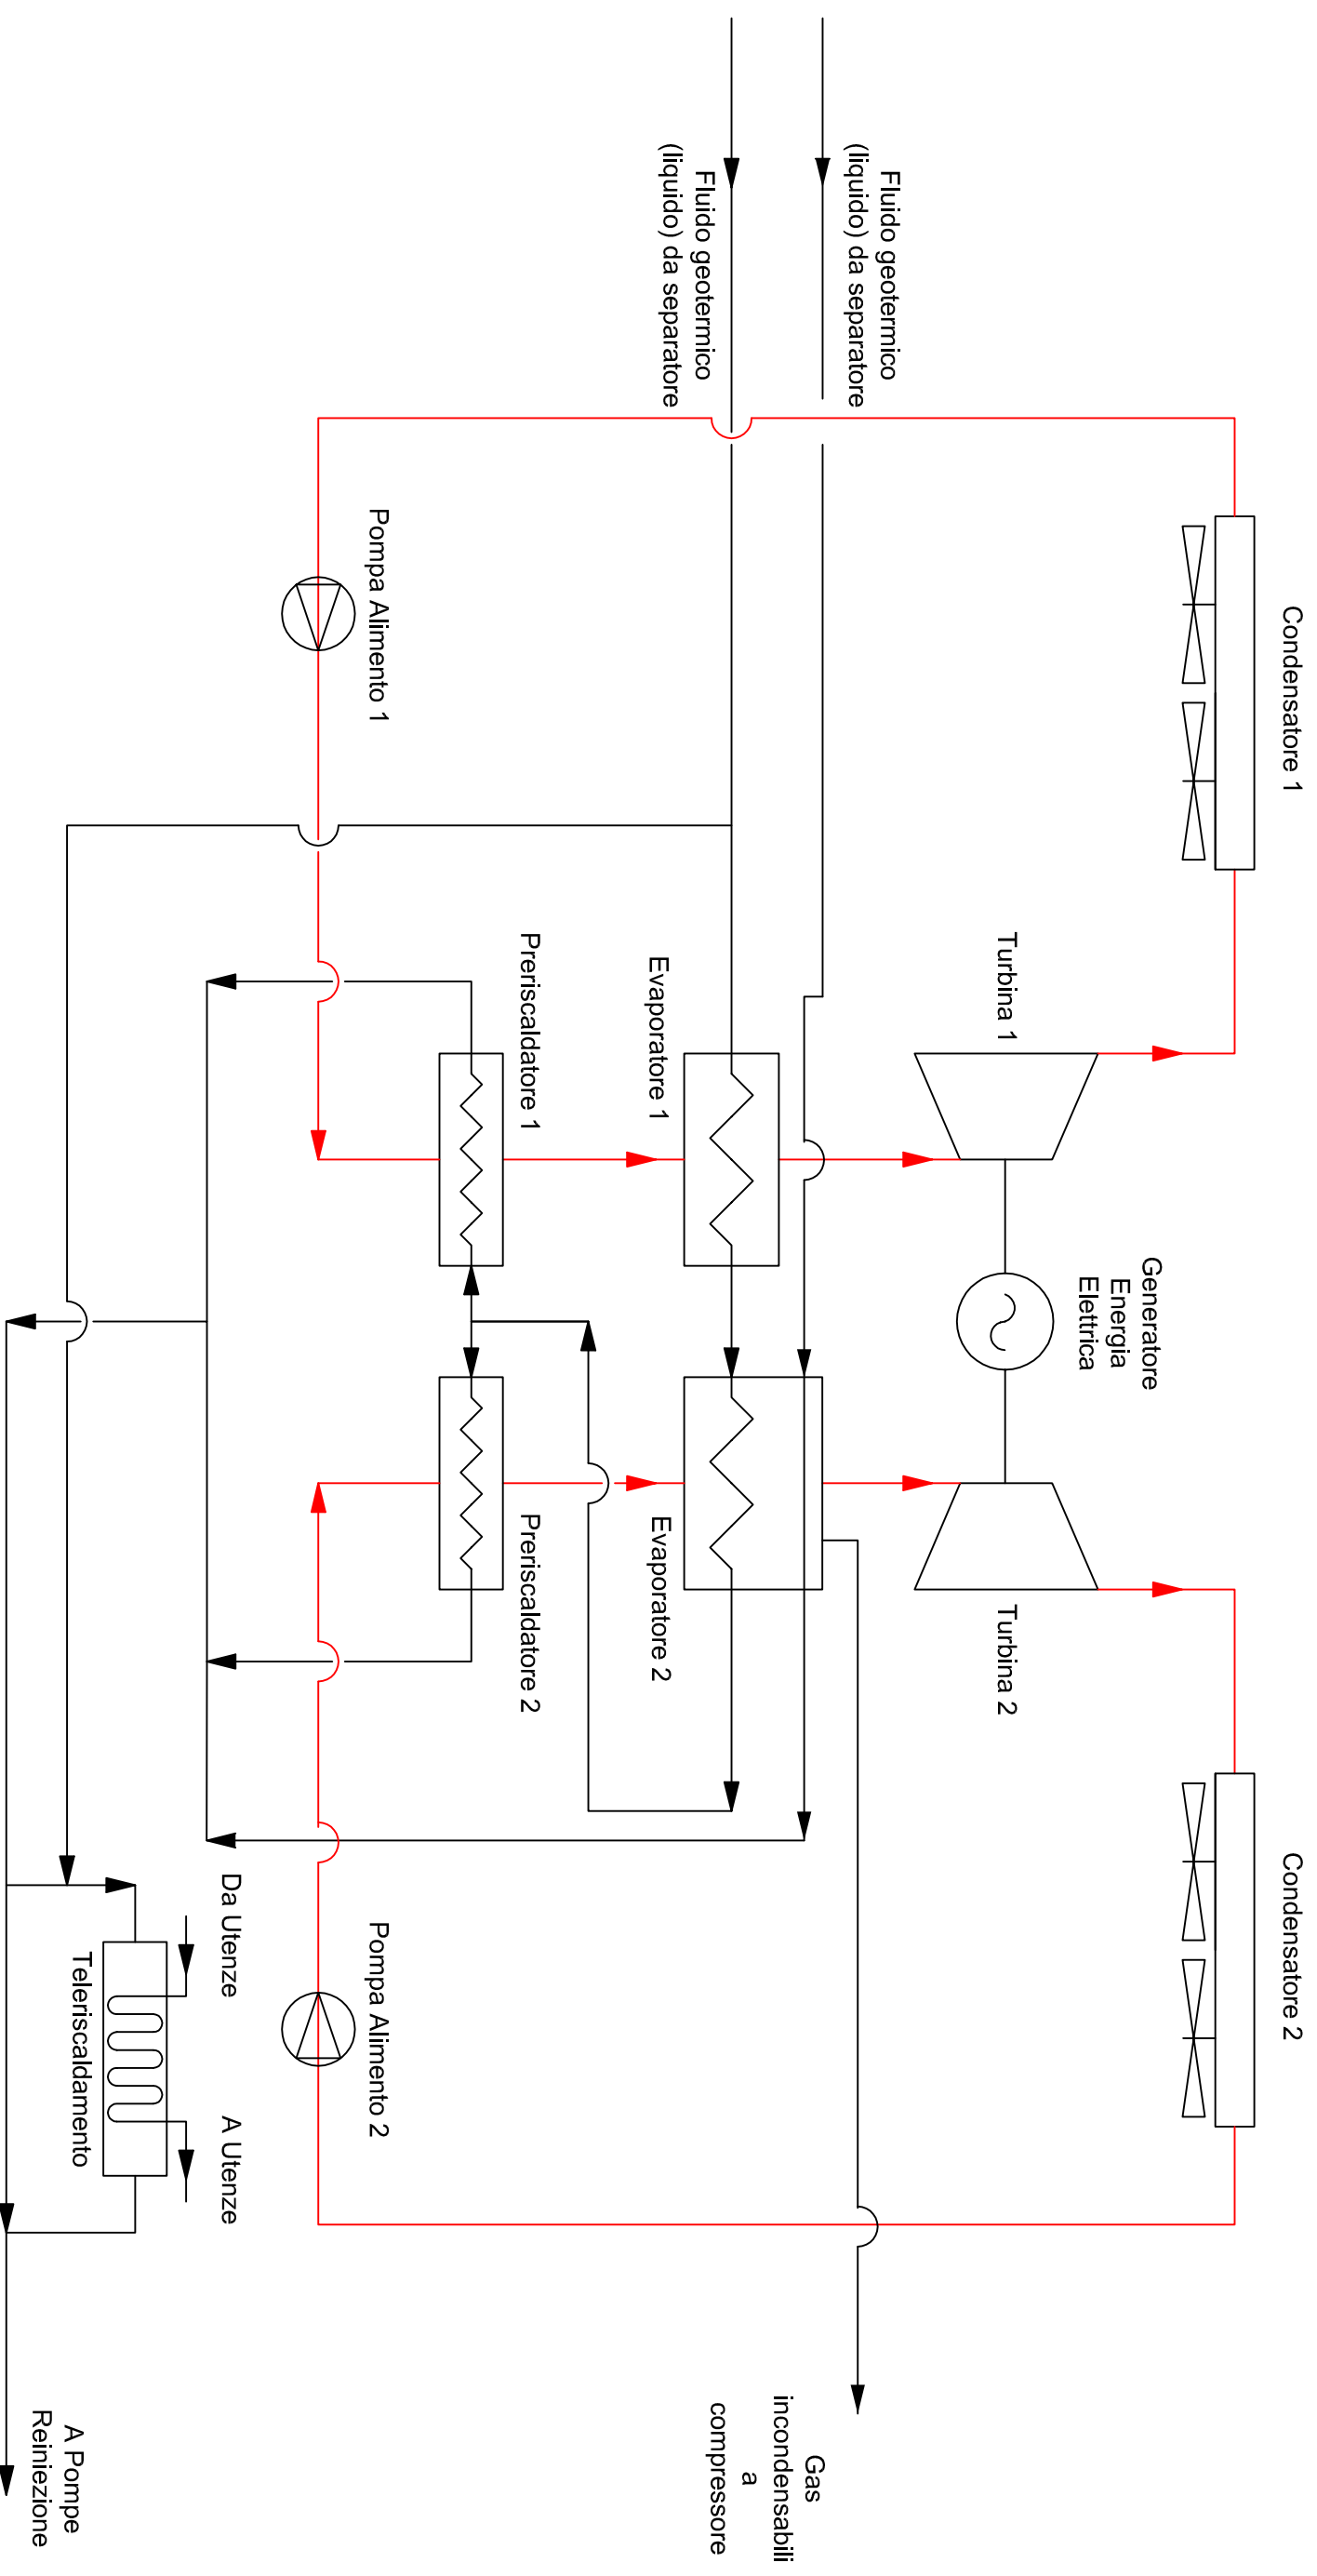 Condensatore 1
Condensatore 2
Turbina 1
Generatore
Energia
Elettrica
Turbina 2
Fluido geotermico
(liquido) da separatore
Fluido geotermico
(liquido) da separatore
Evaporatore 1
Evaporatore 2
Gas
incondensabili
a
compressore
Preriscaldatore 1
Preriscaldatore 2
Pompa Alimento 1
Pompa Alimento 2
Da Utenze
A Utenze
Teleriscaldamento
A Pompe
Reiniezione